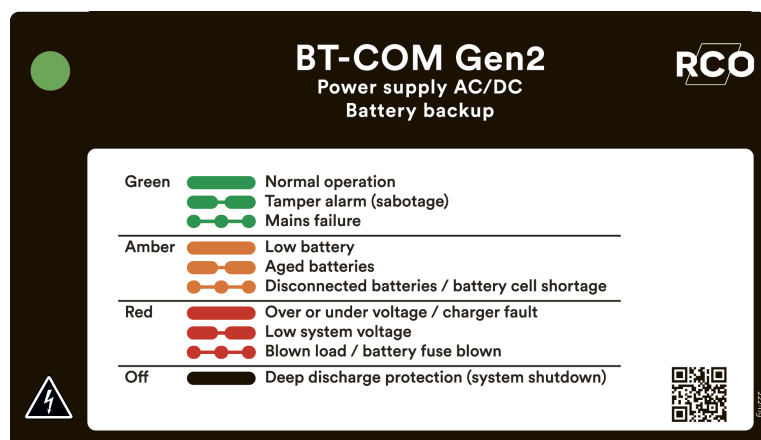 BT-COM Gen2
RCO
Power supply AC/DC
Battery backup
Green Normal operation
Tamper alarm (sabotage)
Mains failure
Amber Low battery
Aged batteries
Disconnected batteries / battery cell shortage
Red Over or under voltage / charger fault
Low system voltage
Blown load / battery fuse blown
Off Deep discharge protection (system shutdown)